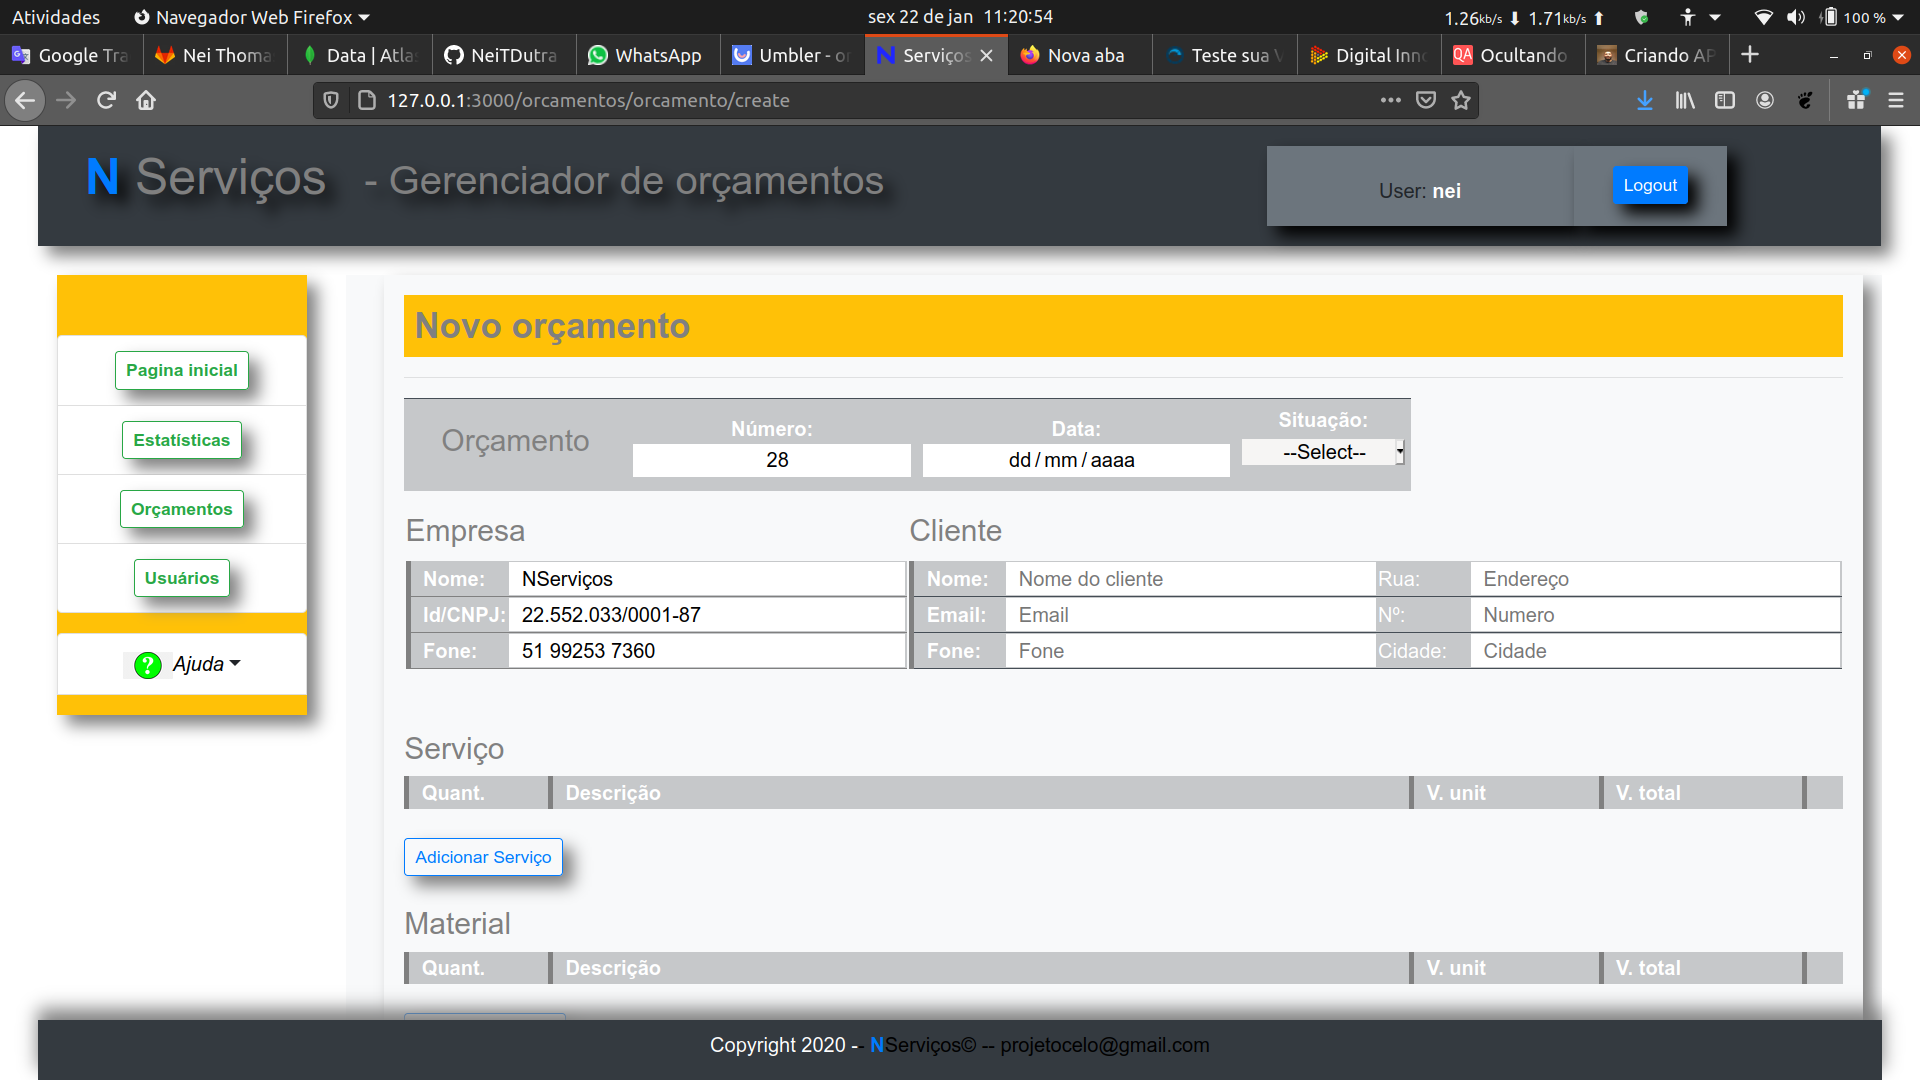 Atividades Navegador Web Firefox sex 22 de jan 11:20:54 1.26kb/s 1.71kb/s 100 %
Google Tra Nei Thoma Data | Atla NeiTDutra WhatsApp Umbler - o Serviços Nova aba Teste sua V Digital Inno Ocultando Criando AP
127.0.0.1:3000/orcamentos/orcamento/create
N Serviços - Gerenciador de orçamentos
User: nei Logout
Pagina inicial
Estatísticas
Orçamentos
Usuários
? Ajuda
Novo orçamento
Orçamento
Número: Data: Situação:
28 dd / mm / aaaa --Select--
Empresa Cliente
Nome: NServiços Nome: Nome do cliente Rua: Endereço
Id/CNPJ: 22.552.033/0001-87 Email: Email Nº: Numero
Fone: 51 99253 7360 Fone: Fone Cidade: Cidade
Serviço
Quant. Descrição V. unit V. total
Adicionar Serviço
Material
Quant. Descrição V. unit V. total
Copyright 2020 -- NServiços© -- projetocelo@gmail.com